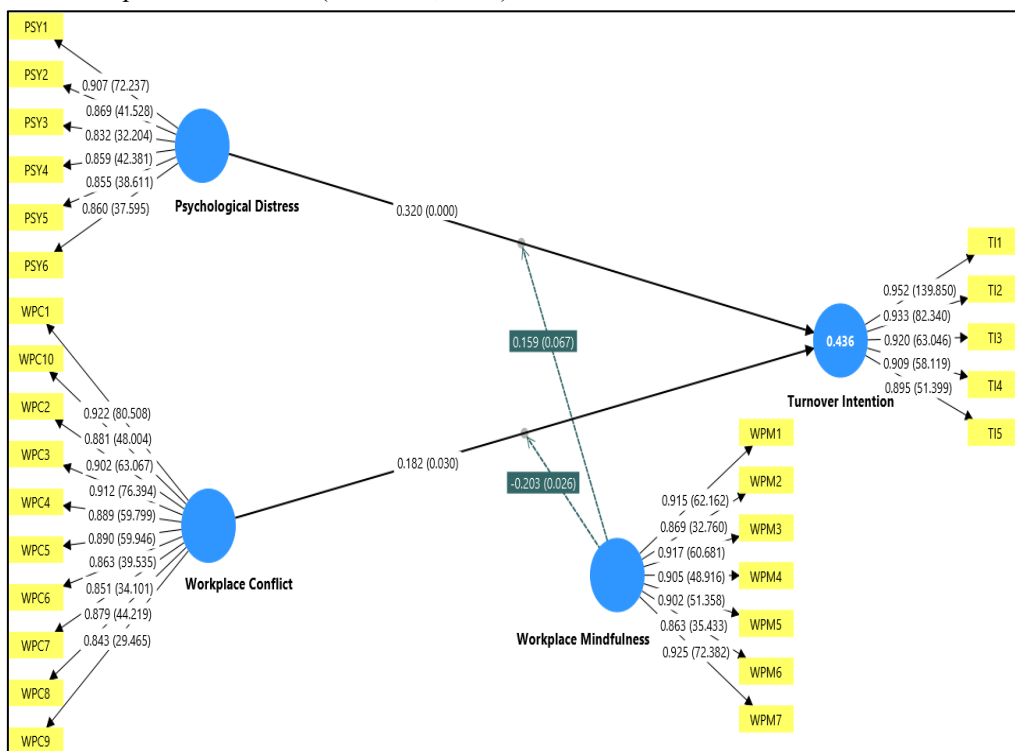 PSY1
PSY2
PSY3
PSY4
PSY5
PSY6
0.907 (72.237)
0.869 (41.528)
0.832 (32.204)
0.859 (42.381)
0.855 (38.611)
0.860 (37.595)
Psychological Distress
0.320 (0.000)
WPC1
WPC10
WPC2
WPC3
WPC4
WPC5
WPC6
WPC7
WPC8
WPC9
0.922 (80.508)
0.881 (48.004)
0.902 (63.067)
0.912 (76.394)
0.889 (59.799)
0.890 (59.946)
0.863 (39.535)
0.851 (34.101)
0.879 (44.219)
0.843 (29.465)
Workplace Conflict
0.182 (0.030)
0.159 (0.067)
-0.203 (0.026)
0.436
Turnover Intention
0.952 (139.850)
0.933 (82.340)
0.920 (63.046)
0.909 (58.119)
0.895 (51.399)
TI1
TI2
TI3
TI4
TI5
Workplace Mindfulness
0.915 (62.162)
0.869 (32.760)
0.917 (60.681)
0.905 (48.916)
0.902 (51.358)
0.863 (35.433)
0.925 (72.382)
WPM1
WPM2
WPM3
WPM4
WPM5
WPM6
WPM7